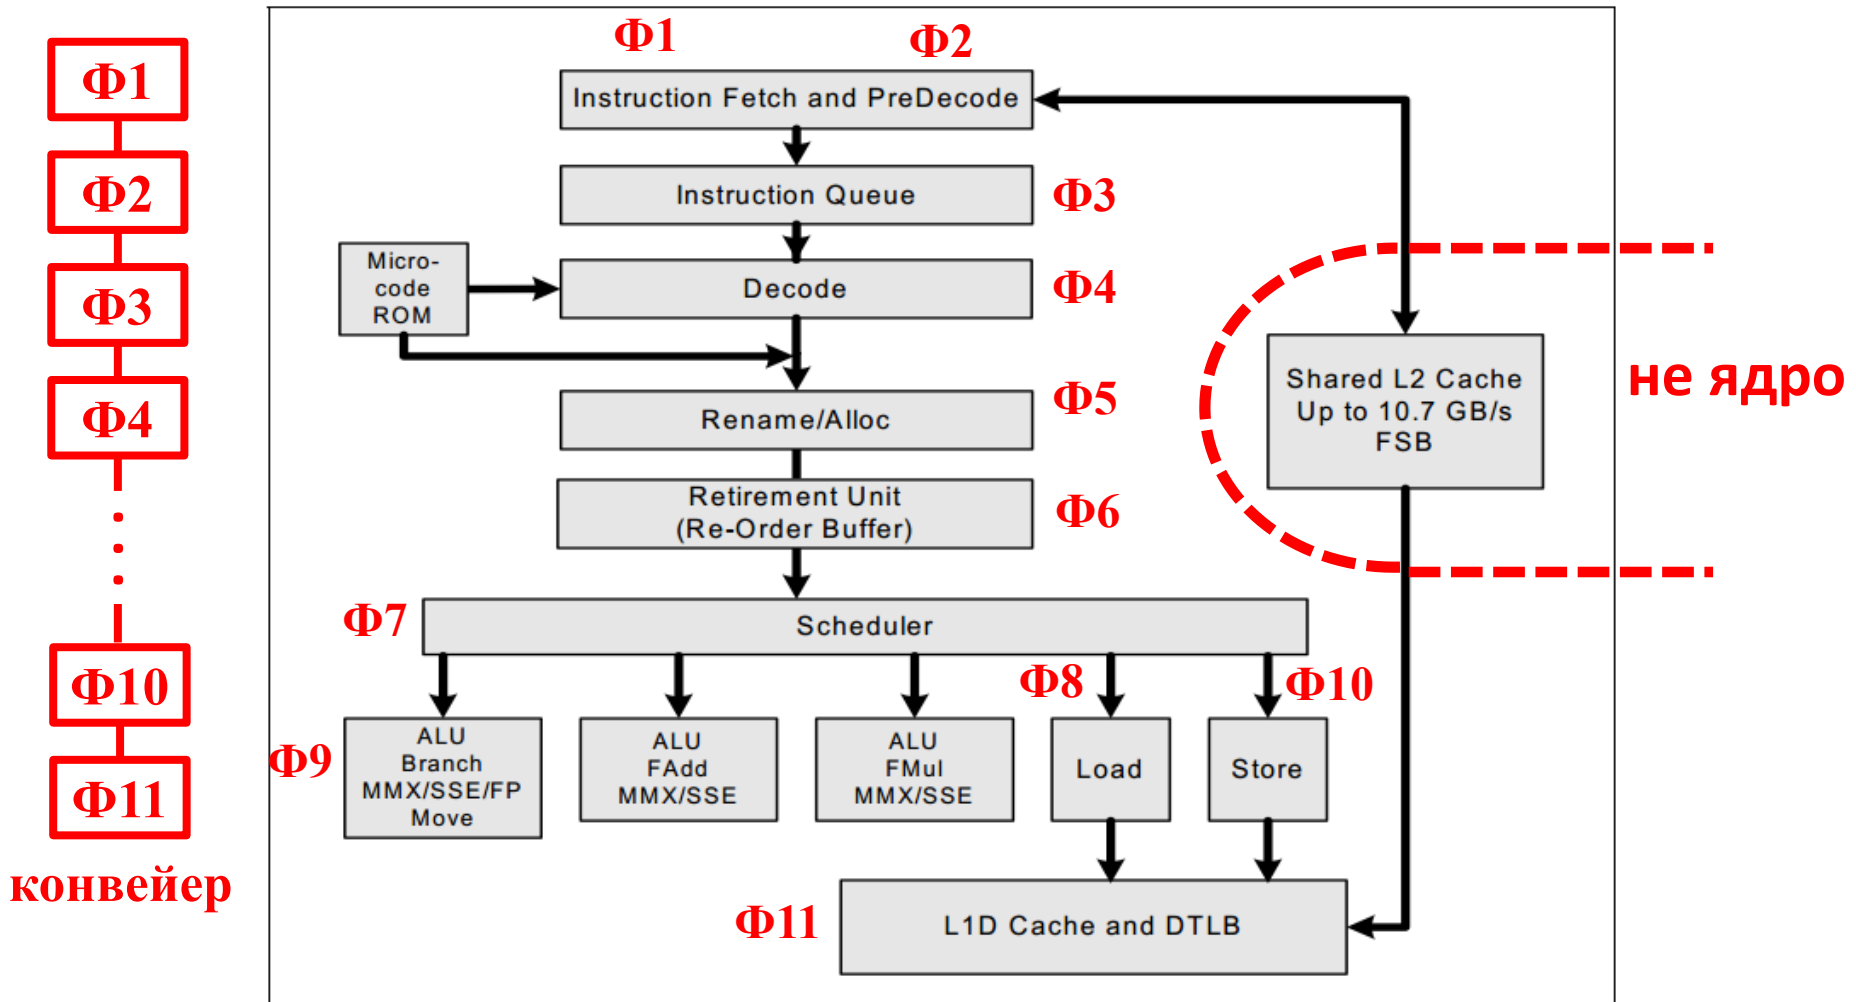 Ф1
Ф2
Ф3
Ф4
Ф10
Ф11
конвейер
Ф1
Ф2
Instruction Fetch and PreDecode
Instruction Queue
Ф3
Micro-
code
ROM
Decode
Ф4
Rename/Alloc
Ф5
Retirement Unit
(Re-Order Buffer)
Ф6
Shared L2 Cache
Up to 10.7 GB/s
FSB
не ядро
Ф7
Scheduler
Ф8
Ф10
Ф9
ALU
Branch
MMX/SSE/FP
Move
ALU
FAdd
MMX/SSE
ALU
FMul
MMX/SSE
Load
Store
Ф11
L1D Cache and DTLB